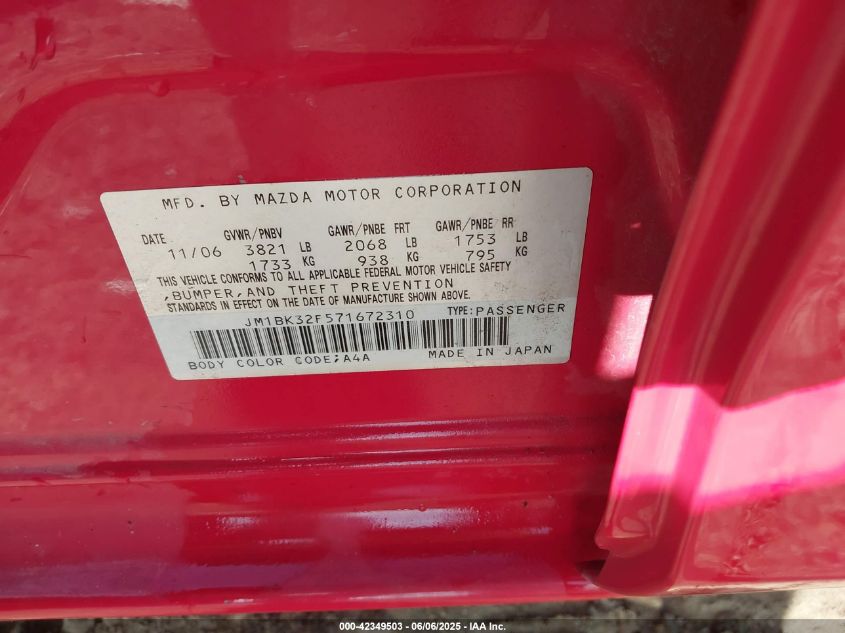 MFD. BY MAZDA MOTOR CORPORATION
DATE GVWR/PNBV GAWR/PNBE FRT GAWR/PNBE RR
11/06 3821 LB 2068 LB 1753 LB
1733 KG 938 KG 795 KG
THIS VEHICLE CONFORMS TO ALL APPLICABLE FEDERAL MOTOR VEHICLE SAFETY
,BUMPER,AND THEFT PREVENTION
STANDARDS IN EFFECT ON THE DATE OF MANUFACTURE SHOWN ABOVE.
JM1BK32F571672310 TYPE:PASSENGER
BODY COLOR CODE;A4A MADE IN JAPAN
000-42349503 - 06/06/2025 - IAA Inc.